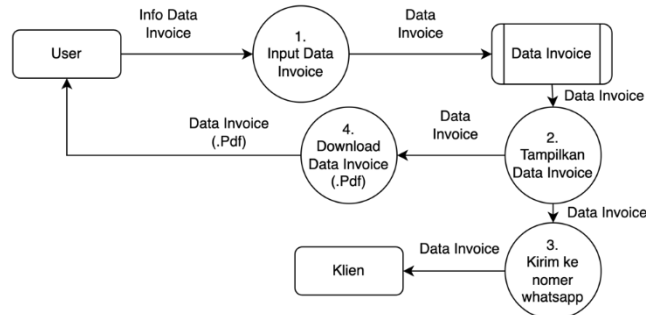 Info Data
Invoice
Data
Invoice
User
1.
Input Data
Invoice
Data Invoice
Data Invoice
Data Invoice
(.Pdf)
4.
Download
Data Invoice
(.Pdf)
Data
Invoice
2.
Tampilkan
Data Invoice
Data Invoice
Klien
Data Invoice
3.
Kirim ke
nomer
whatsapp